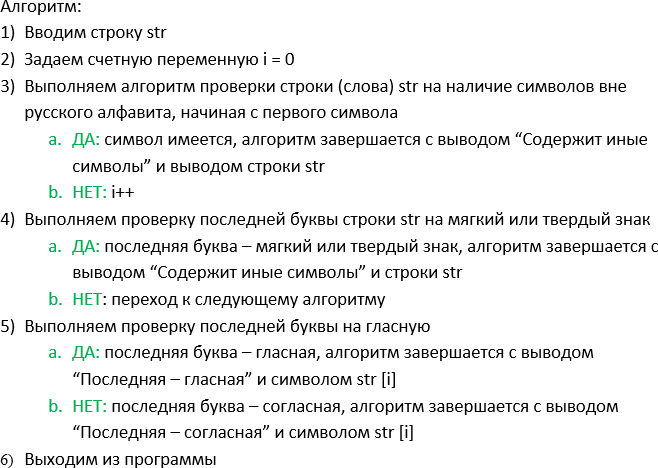 Алгоритм:
1) Вводим строку str
2) Задаем счетную переменную i = 0
3) Выполняем алгоритм проверки строки (слова) str на наличие символов вне
русского алфавита, начиная с первого символа
a. ДА: символ имеется, алгоритм завершается с выводом “Содержит иные
символы” и выводом строки str
b. НЕТ: i++
4) Выполняем проверку последней буквы строки str на мягкий или твердый знак
a. ДА: последняя буква – мягкий или твердый знак, алгоритм завершается с
выводом “Содержит иные символы” и строки str
b. НЕТ: переход к следующему алгоритму
5) Выполняем проверку последней буквы на гласную
a. ДА: последняя буква – гласная, алгоритм завершается с выводом
“Последняя – гласная” и символом str [i]
b. НЕТ: последняя буква – согласная, алгоритм завершается с выводом
“Последняя – согласная” и символом str [i]
6) Выходим из программы